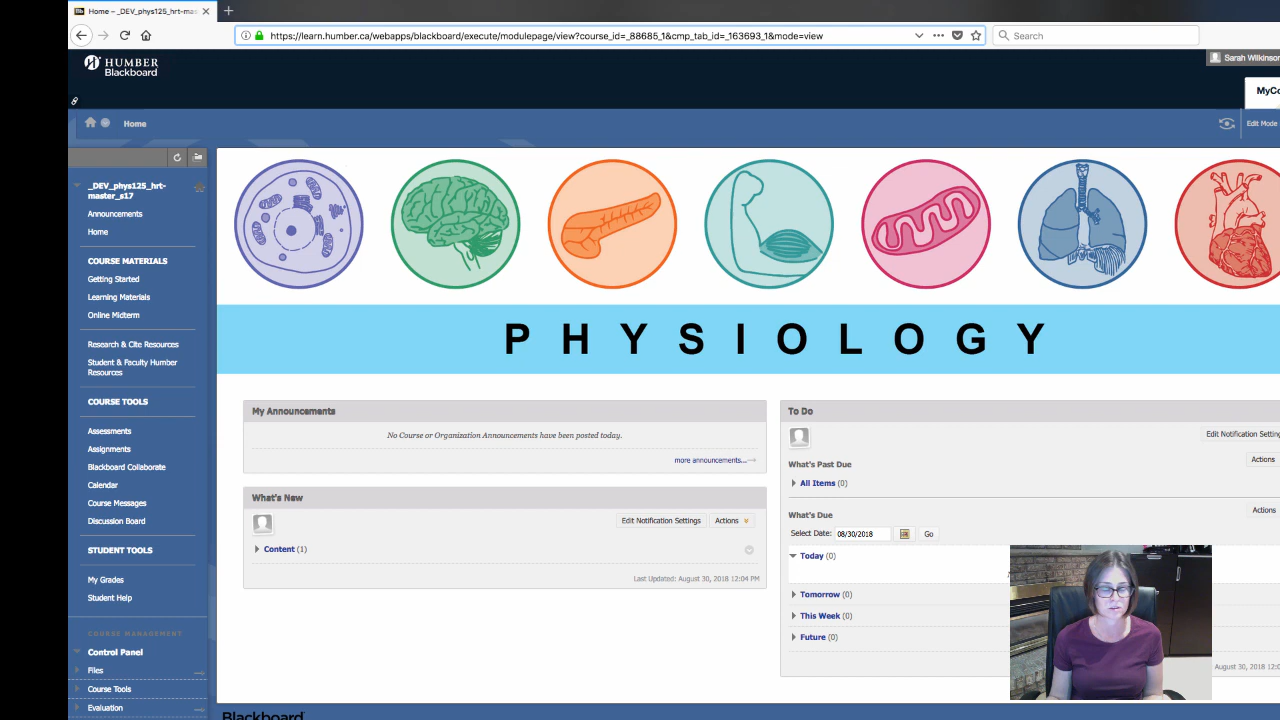 Home – _DEV_phys125_hrt-mas
https://learn.humber.ca/webapps/blackboard/execute/modulepage/view?course_id=_88685_1&cmp_tab_id=_163693_1&mode=view
Search
HUMBER
Blackboard
Sarah Wilkinson
MyCo
Home
Edit Mode
_DEV_phys125_hrt-
master_s17
Announcements
Home
COURSE MATERIALS
Getting Started
Learning Materials
Online Midterm
Research & Cite Resources
Student & Faculty Humber
Resources
COURSE TOOLS
Assessments
Assignments
Blackboard Collaborate
Calendar
Course Messages
Discussion Board
STUDENT TOOLS
My Grades
Student Help
COURSE MANAGEMENT
Control Panel
Files
Course Tools
Evaluation
PHYSIOLOGY
My Announcements
No Course or Organization Announcements have been posted today.
more announcements...
What's New
Edit Notification Settings Actions
Content (1)
Last Updated: August 30, 2018 12:04 PM
To Do
Edit Notification Setting
What's Past Due
Actions
All Items (0)
What's Due
Actions
Select Date: 08/30/2018 Go
Today (0)
Tomorrow (0)
This Week (0)
Future (0)
August 30, 2018 12:0
Blackboard